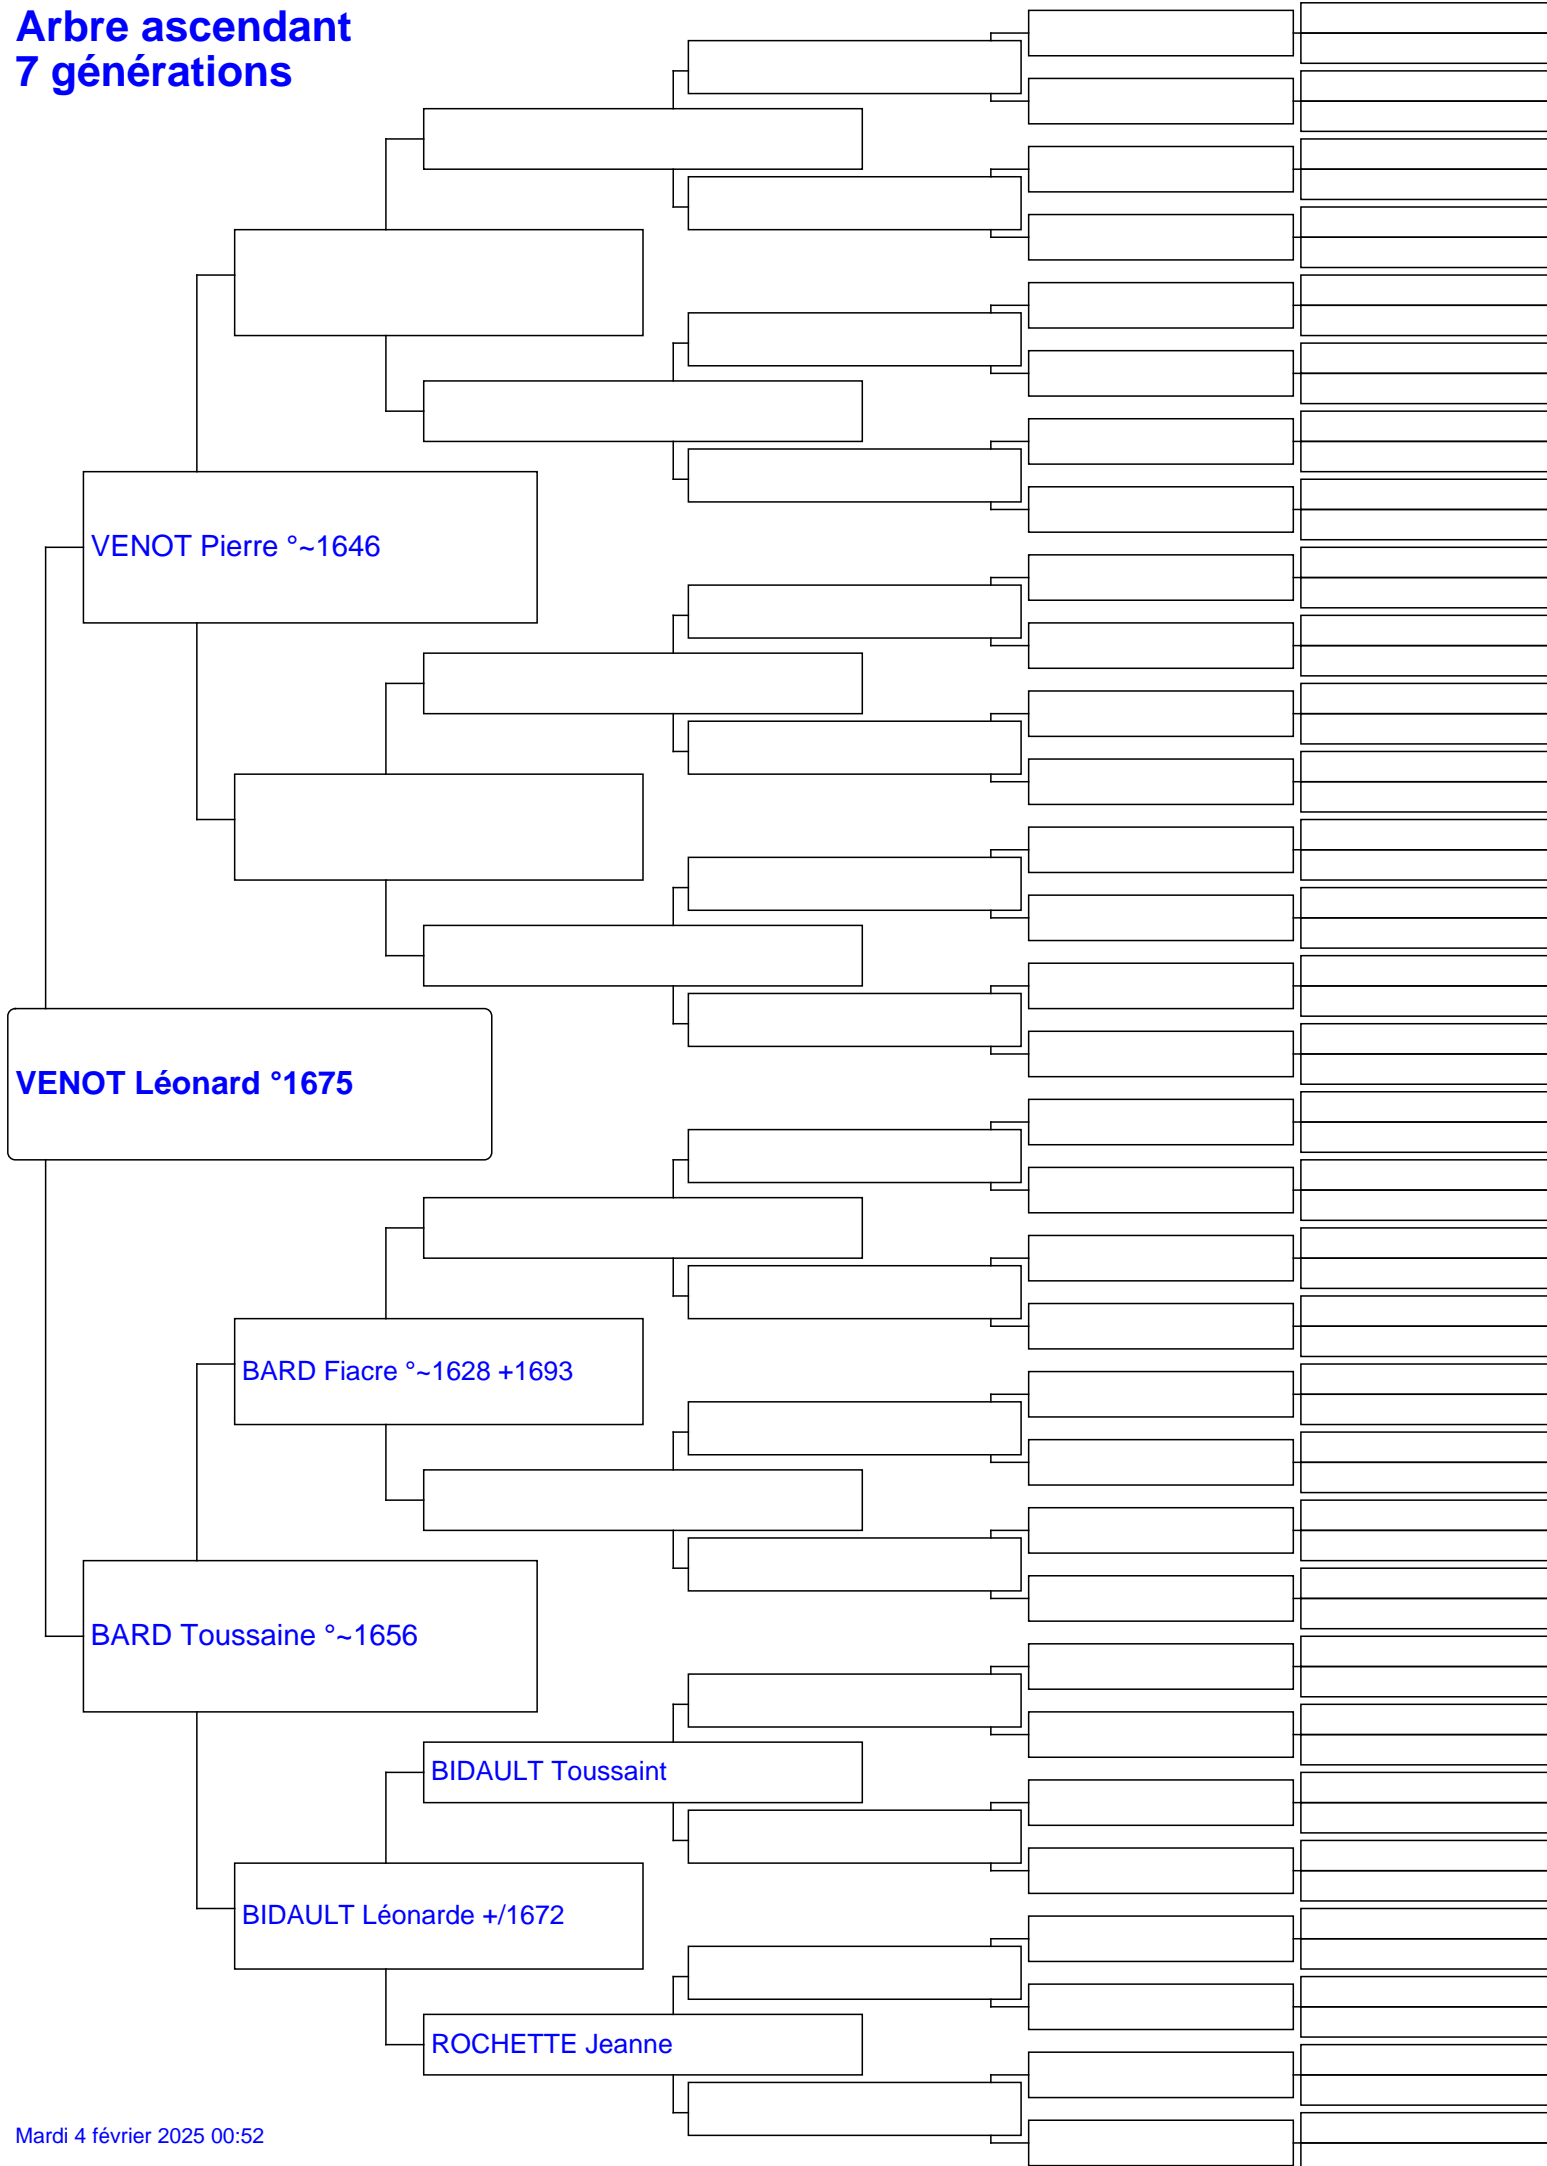 Arbre ascendant
7 générations
VENOT Pierre °~1646
VENOT Léonard °1675
BARD Fiacre °~1628 +1693
BARD Toussaine °~1656
BIDAULT Toussaint
BIDAULT Léonarde +/1672
ROCHETTE Jeanne
Mardi 4 février 2025 00:52